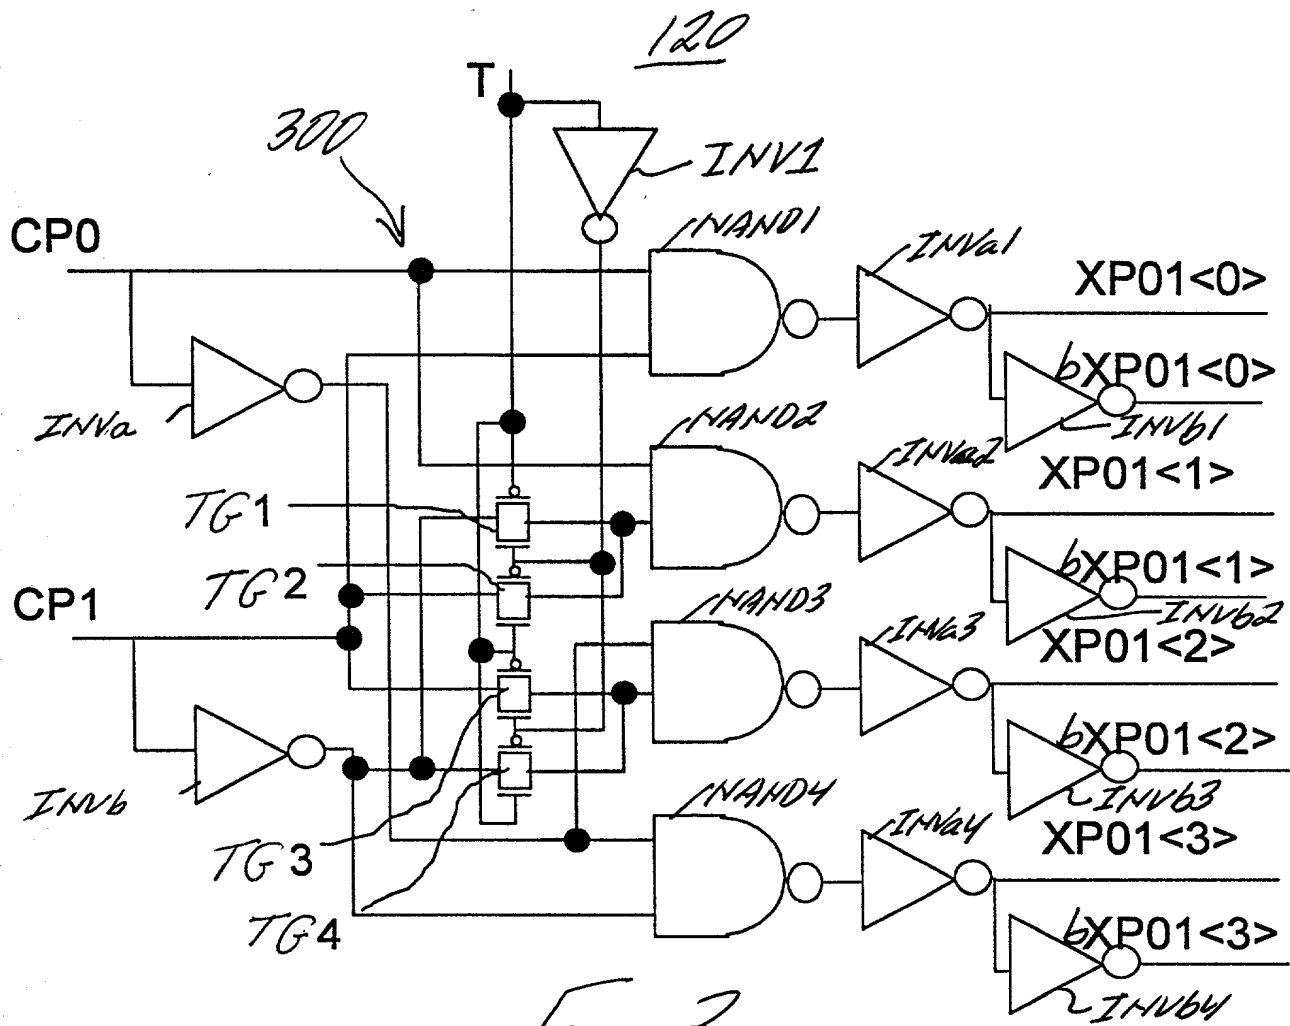 120
T
300
INV1
CP0
NAND1
INVa1
XP01<0>
bXP01<0>
INVa
NAND2
INVa2
INVb1
XP01<1>
TG1
bXP01<1>
TG2
CP1
NAND3
INVa3
INVb2
XP01<2>
bXP01<2>
INVb
NAND4
INVb3
INVa4
XP01<3>
TG3
TG4
bXP01<3>
INVb4